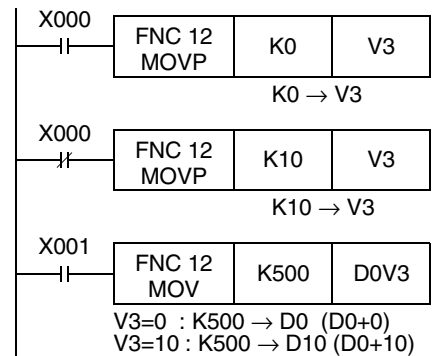 X000
FNC 12 MOVP K0 V3
K0 → V3
X000
FNC 12 MOVP K10 V3
K10 → V3
X001
FNC 12 MOV K500 D0V3
V3=0 : K500 → D0 (D0+0)
V3=10 : K500 → D10 (D0+10)